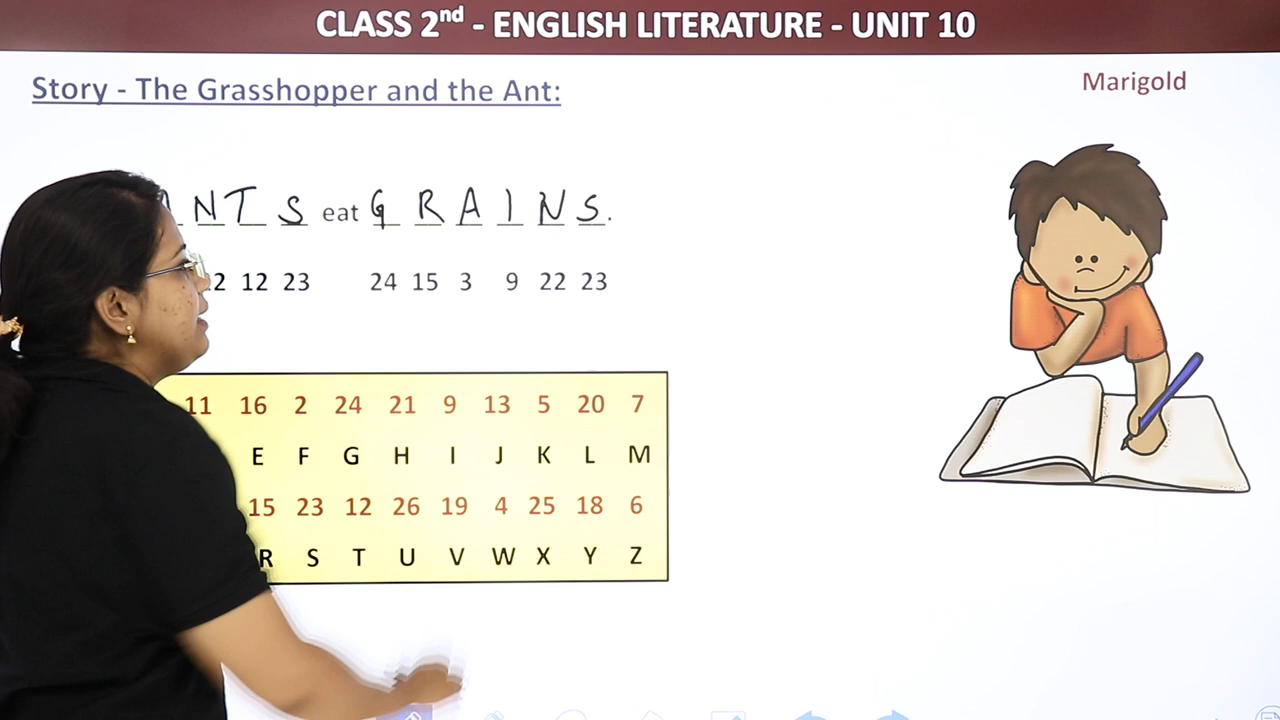 CLASS 2nd - ENGLISH LITERATURE - UNIT 10
Story - The Grasshopper and the Ant:
Marigold
A N T S eat G R A I N S.
2 12 23 24 15 3 9 22 23
11 16 2 24 21 9 13 5 20 7
E F G H I J K L M
15 23 12 26 19 4 25 18 6
R S T U V W X Y Z